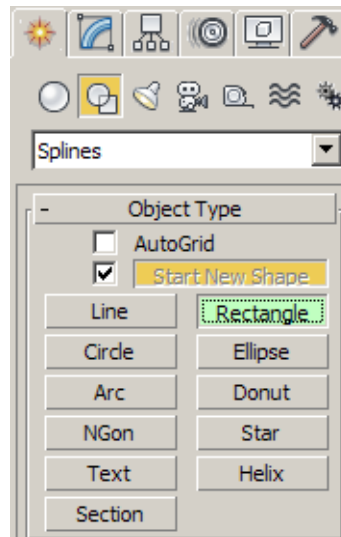 Splines
- Object Type
AutoGrid
Start New Shape
Line Rectangle
Circle Ellipse
Arc Donut
NGon Star
Text Helix
Section